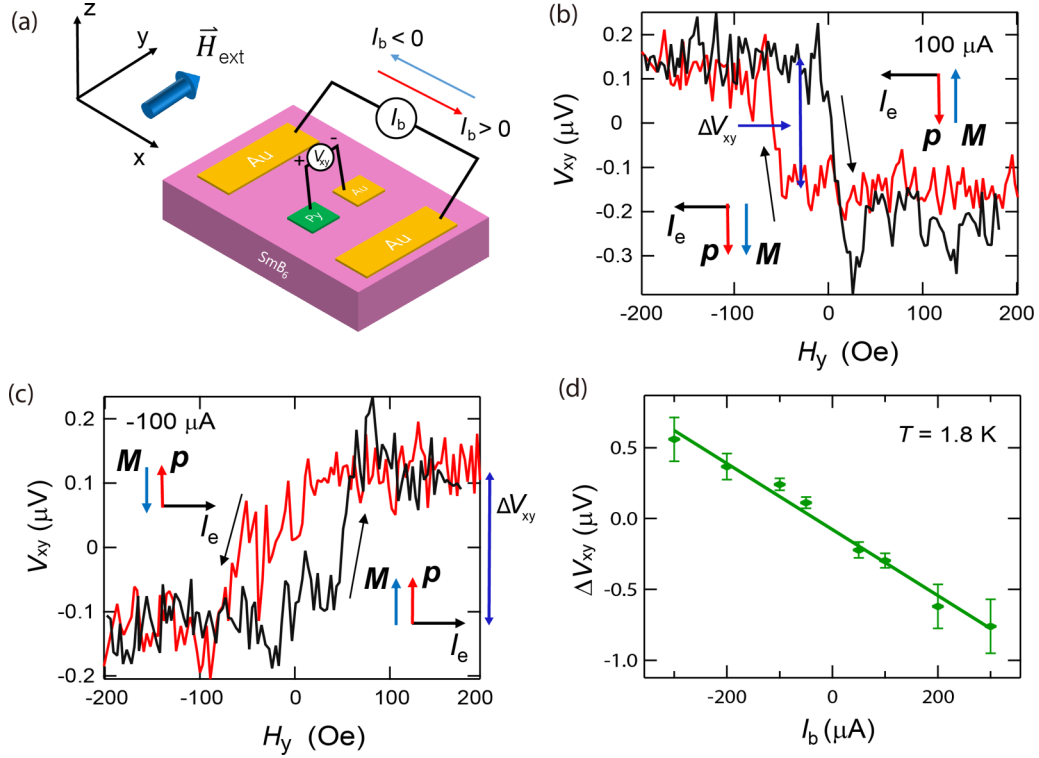 (a)
z
y
x
H⃗ext
Ib < 0
Ib > 0
Ib
Au
+ Vxy -
Au
Py
Au
SmB6
(b)
100 μA
Vxy (μV)
0.2
0.1
0
-0.1
-0.2
-0.3
ΔVxy
Ie
p M
Ie
p M
-200 -100 0 100 200
Hy (Oe)
(c)
-100 μA
Vxy (μV)
0.2
0.1
0
-0.1
0.2
M p
Ie
ΔVxy
M p
Ie
-200 -100 0 100 200
Hy (Oe)
(d)
T = 1.8 K
ΔVxy (μV)
0.5
0.0
-0.5
-1.0
-200 0 200
Ib (μA)